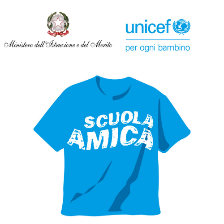 Ministero dell'Istruzione e del Merito
unicef
per ogni bambino
SCUOLA
AMICA